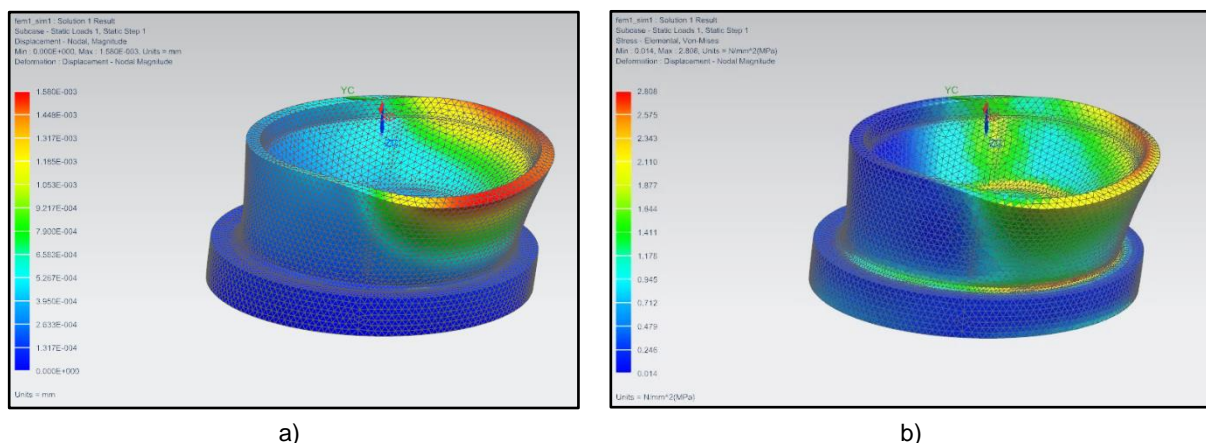 fem1_sim1 : Solution 1 Result
Subcase - Static Loads 1, Static Step 1
Displacement - Nodal, Magnitude
Min : 0.000E+000, Max : 1.580E-003, Units = mm
Deformation : Displacement - Nodal Magnitude
YC
1.580E-003
1.448E-003
1.317E-003
1.185E-003
1.053E-003
9.217E-004
7.900E-004
6.583E-004
5.267E-004
3.950E-004
2.633E-004
1.317E-004
0.000E+000
Units = mm
a)
fem1_sim1 : Solution 1 Result
Subcase - Static Loads 1, Static Step 1
Stress - Elemental, Von-Mises
Min : 0.014, Max : 2.808, Units = N/mm^2(MPa)
Deformation : Displacement - Nodal Magnitude
YC
2.808
2.575
2.343
2.110
1.877
1.644
1.411
1.178
0.945
0.712
0.479
0.246
0.014
Units = N/mm^2(MPa)
b)